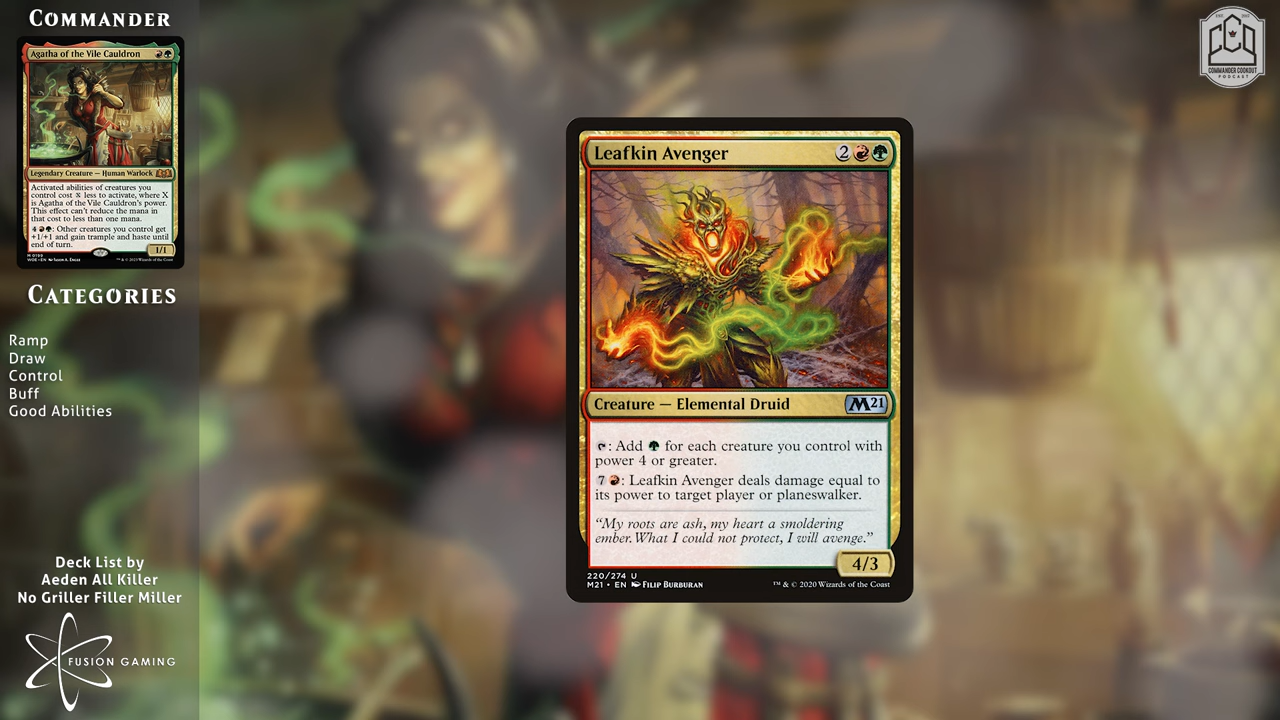 COMMANDER
Agatha of the Vile Cauldron
Legendary Creature — Human Warlock
Activated abilities of creatures you
control cost X less to activate, where X
is Agatha of the Vile Cauldron's power.
This effect can't reduce the mana in
that cost to less than one mana.
4: Other creatures you control get
+1/+1 and gain trample and haste until
end of turn.
1/1
CATEGORIES
Ramp
Draw
Control
Buff
Good Abilities
Deck List by
Aeden All Killer
No Griller Filler Miller
FUSION GAMING
Leafkin Avenger
2
Creature — Elemental Druid
M21
: Add for each creature you control with
power 4 or greater.
7 : Leafkin Avenger deals damage equal to
its power to target player or planeswalker.
“My roots are ash, my heart a smoldering
ember. What I could not protect, I will avenge.”
4/3
220/274 U
M21 • EN FILIP BURBURAN
™ & © 2020 Wizards of the Coast
CCO
COMMANDER COOKOUT
PODCAST